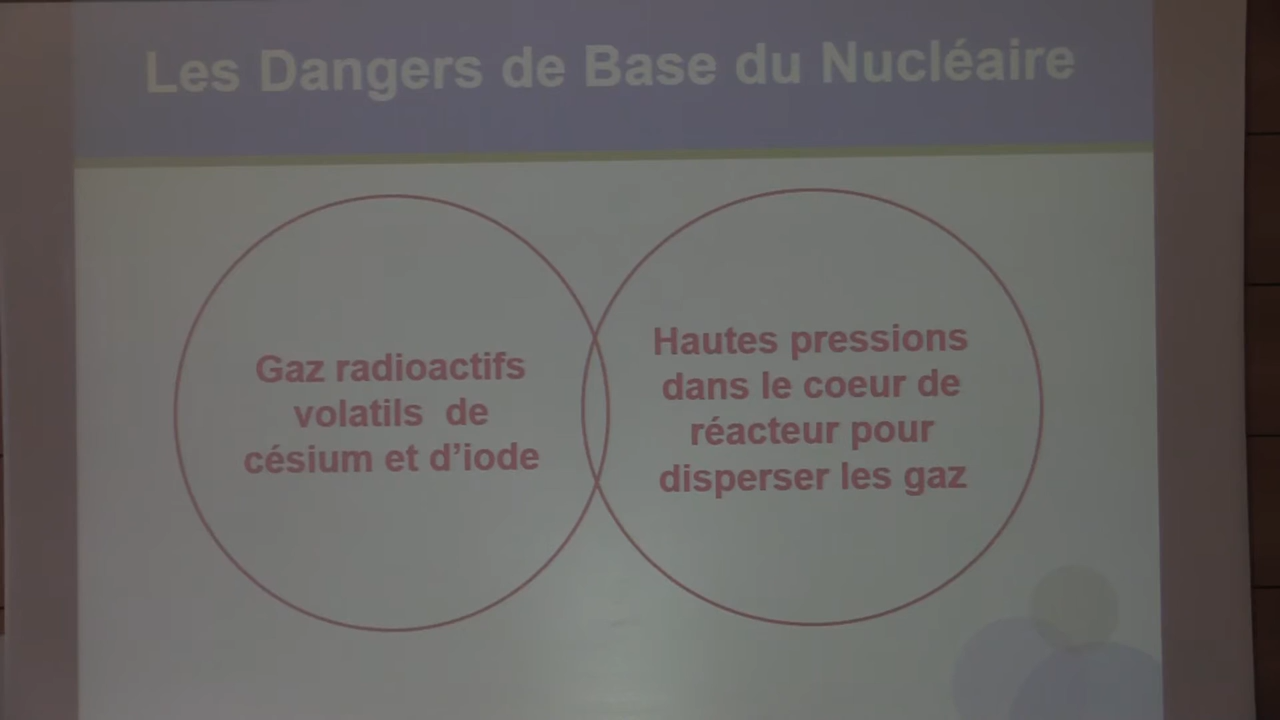 Les Dangers de Base du Nucléaire
Gaz radioactifs
volatils de
césium et d'iode
Hautes pressions
dans le coeur de
réacteur pour
disperser les gaz